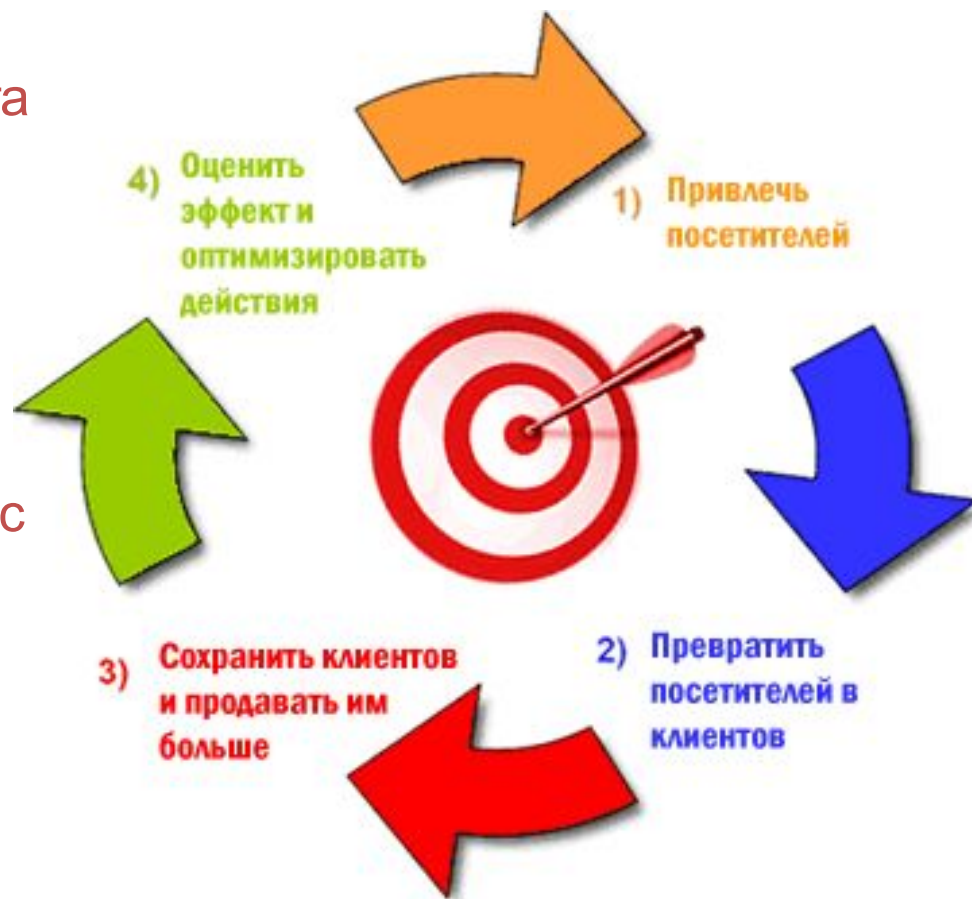 1) Привлечь
посетителей
2) Превратить
посетителей в
клиентов
3) Сохранить клиентов
и продавать им
больше
4) Оценить
эффект и
оптимизировать
действия